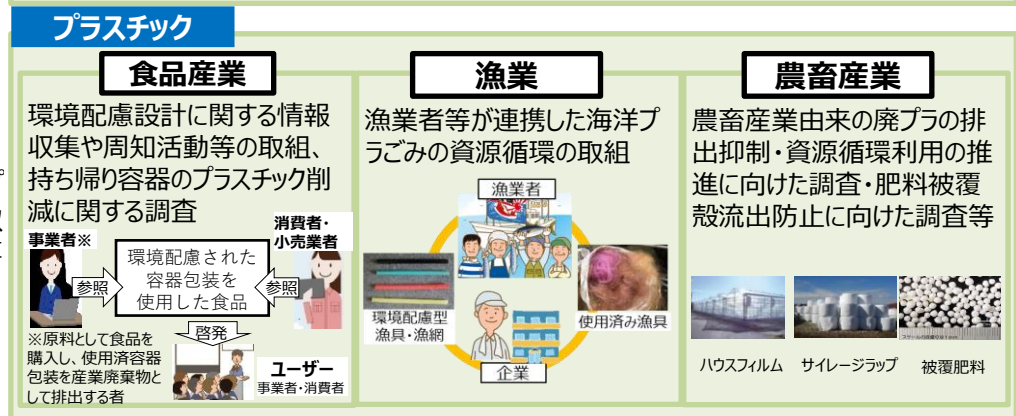 プラスチック
食品産業
環境配慮設計に関する情報
収集や周知活動等の取組、
持ち帰り容器のプラスチック削
減に関する調査
事業者※
消費者・
小売業者
環境配慮された
容器包装を
使用した食品
参照
参照
啓発
※原料として食品を
購入し、使用済容器
包装を産業廃棄物と
して排出する者
ユーザー
事業者・消費者
漁業
漁業者等が連携した海洋プ
ラごみの資源循環の取組
漁業者
環境配慮型
漁具・漁網
使用済み漁具
企業
農畜産業
農畜産業由来の廃プラの排
出抑制・資源循環利用の推
進に向けた調査・肥料被覆
殻流出防止に向けた調査等
ハウスフィルム
サイレージラップ
被覆肥料